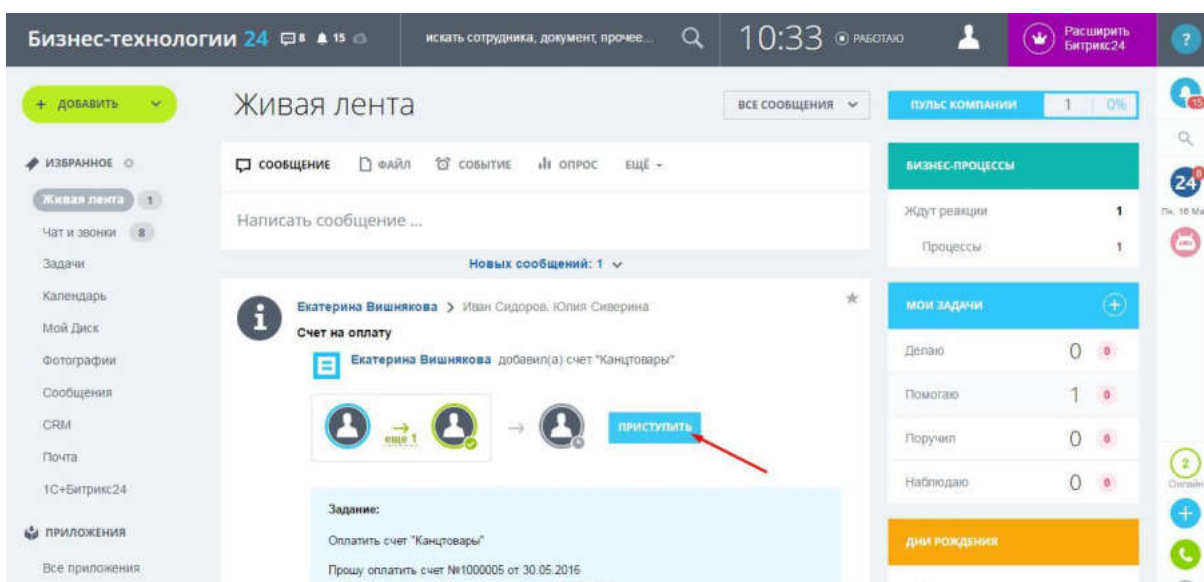 Бизнес-технологии 24 8 15
искать сотрудника, документ, прочее...
10:33 РАБОТАЮ
Расширить
Битрикс24
?
+ ДОБАВИТЬ
Живая лента
ВСЕ СООБЩЕНИЯ
ПУЛЬС КОМПАНИИ 1 0%
15
ИЗБРАННОЕ
Живая лента 1
Чат и звонки 8
Задачи
Календарь
Мой Диск
Фотографии
Сообщения
CRM
Почта
1С+Битрикс24
ПРИЛОЖЕНИЯ
Все приложения
СООБЩЕНИЕ ФАЙЛ СОБЫТИЕ ОПРОС ЕЩЁ
Написать сообщение ...
Новых сообщений: 1
Екатерина Вишнякова > Иван Сидоров, Юлия Сиверина
Счет на оплату
Екатерина Вишнякова добавил(а) счет "Канцтовары"
еще 1
ПРИСТУПИТЬ
Задание:
Оплатить счет "Канцтовары"
Прошу оплатить счет №1000005 от 30.05.2016
БИЗНЕС-ПРОЦЕССЫ
Ждут реакции 1
Процессы 1
МОИ ЗАДАЧИ +
Делаю 0 0
Помогаю 1 0
Поручил 0 0
Наблюдаю 0 0
ДНИ РОЖДЕНИЯ
24
Пн, 16 Ма
2
Онлайн